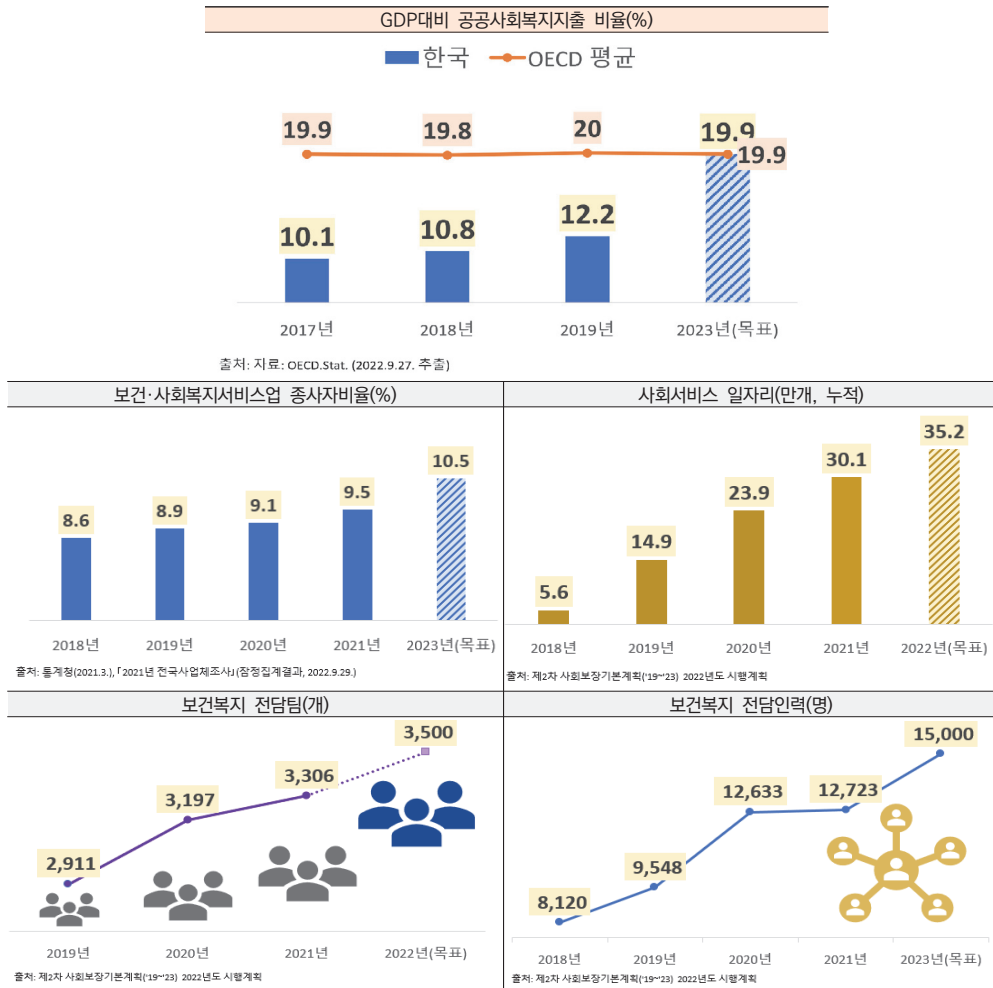 GDP대비 공공사회복지지출 비율(%)
한국 OECD 평균
19.9 19.8 20 19.9
19.9
10.1 10.8 12.2
2017년 2018년 2019년 2023년(목표)
출처: 자료: OECD.Stat. (2022.9.27. 추출)
보건·사회복지서비스업 종사자비율(%)
8.6 8.9 9.1 9.5 10.5
2018년 2019년 2020년 2021년 2023년(목표)
출처: 통계청(2021.3.), 「2021년 전국사업체조사」(잠정집계결과, 2022.9.29.)
사회서비스 일자리(만개, 누적)
5.6 14.9 23.9 30.1 35.2
2018년 2019년 2020년 2021년 2022년(목표)
출처: 제2차 사회보장기본계획('19~'23) 2022년도 시행계획
보건복지 전담팀(개)
2,911 3,197 3,306 3,500
2019년 2020년 2021년 2022년(목표)
출처: 제2차 사회보장기본계획('19~'23) 2022년도 시행계획
보건복지 전담인력(명)
8,120 9,548 12,633 12,723 15,000
2018년 2019년 2020년 2021년 2023년(목표)
출처: 제2차 사회보장기본계획('19~'23) 2022년도 시행계획